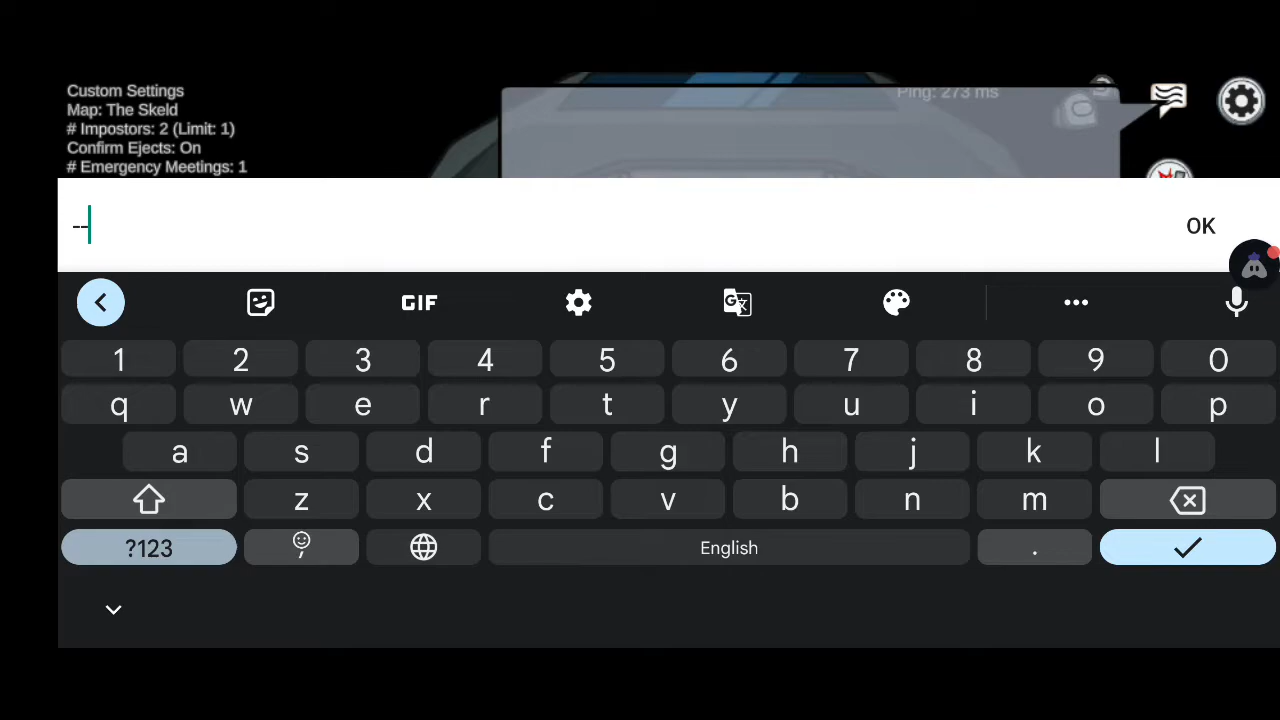 Custom Settings
Map: The Skeld
# Impostors: 2 (Limit: 1)
Confirm Ejects: On
# Emergency Meetings: 1
Ping: 273 ms
--
OK
GIF
1 2 3 4 5 6 7 8 9 0
q w e r t y u i o p
a s d f g h j k l
z x c v b n m
?123 , English .